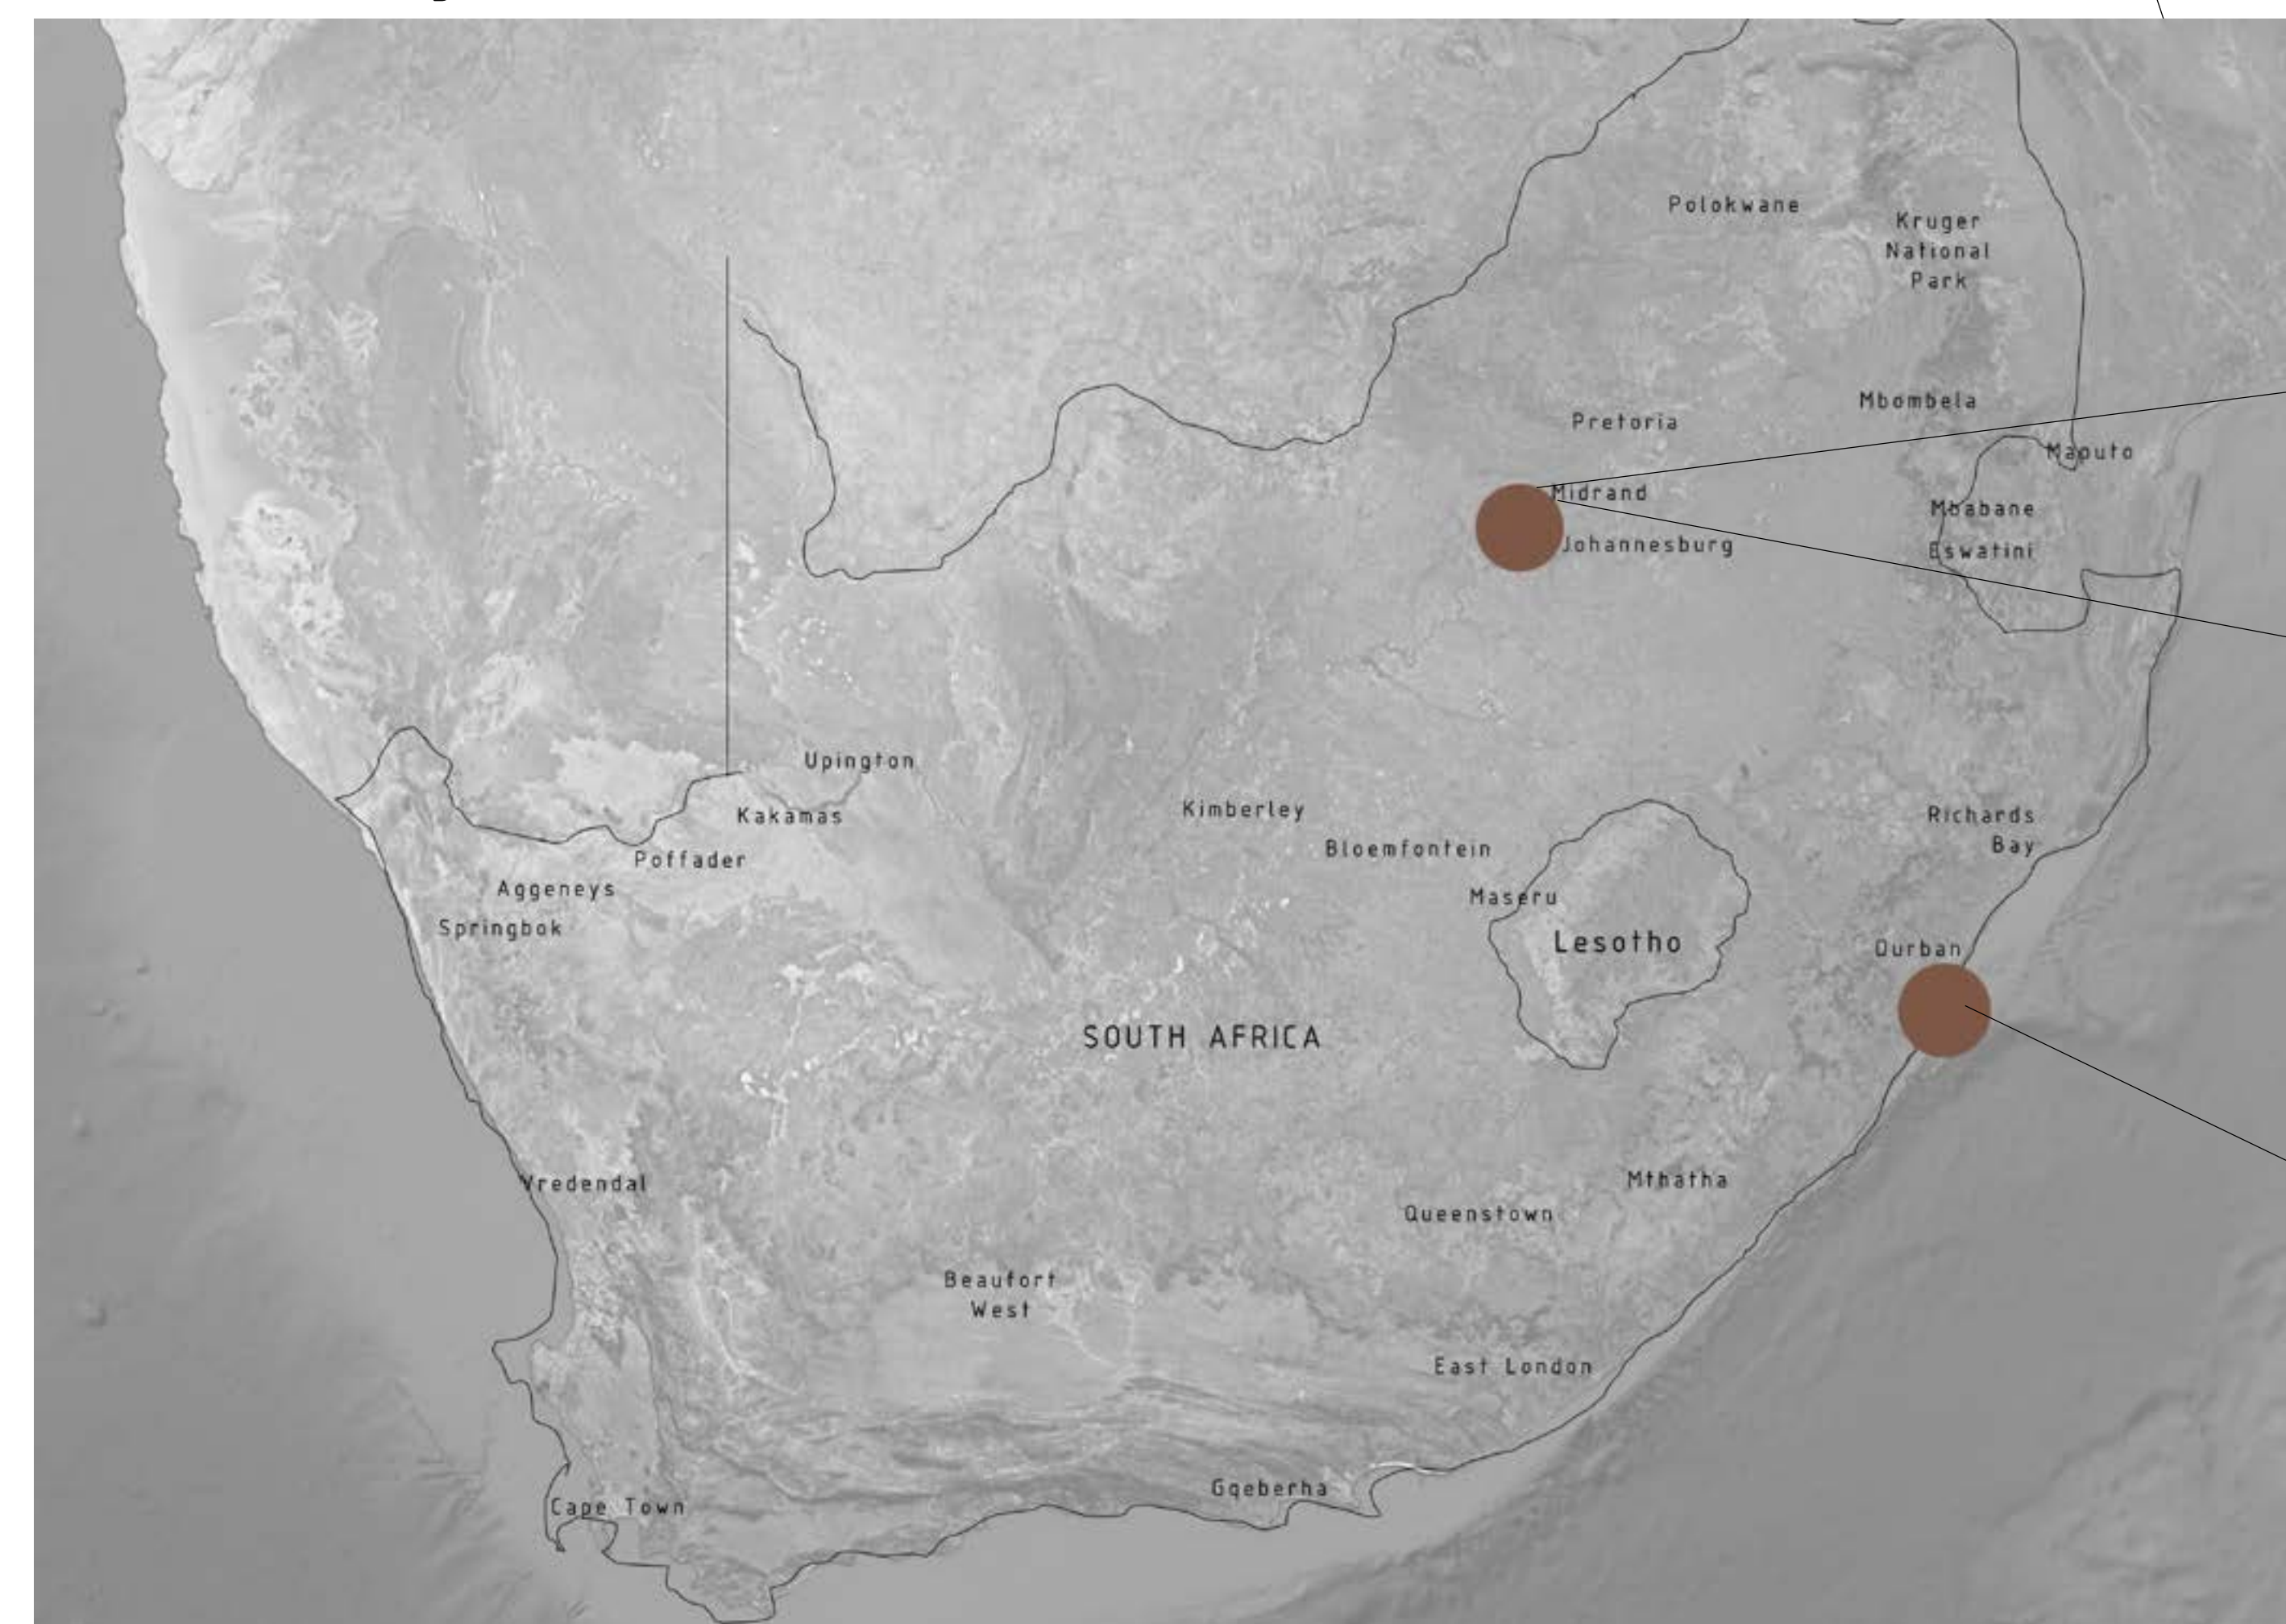 Polokwane
Kruger
National
Park
Mbombela
Pretoria
Maputo
Midrand
Mbabane
Johannesburg
Eswatini
Upington
Kakamas
Kimberley
Richards
Bay
Bloemfontein
Poffader
Aggeneys
Maseru
Springbok
Lesotho
Durban
SOUTH AFRICA
Vredendal
Mthatha
Queenstown
Beaufort
West
East London
Gqeberha
Cape Town